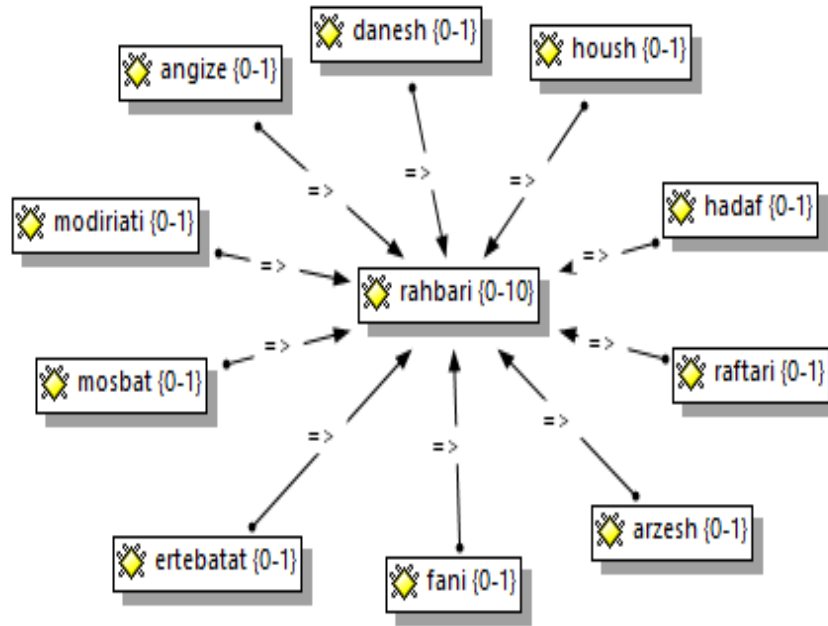 danesh {0-1}
housh {0-1}
angize {0-1}
=>
=>
=>
hadaf {0-1}
modiriati {0-1}
=>
=>
rahbari {0-10}
=>
=>
mosbat {0-1}
raftari {0-1}
=>
=>
=>
arzesh {0-1}
ertebatat {0-1}
fani {0-1}